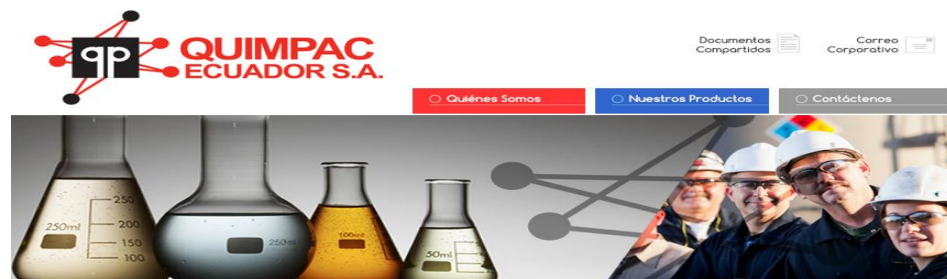 qp
QUIMPAC
ECUADOR S.A.
Documentos
Compartidos
Correo
Corporativo
Quiénes Somos
Nuestros Productos
Contáctenos
250ml
250
200
150
100
250ml
100ml
50ml